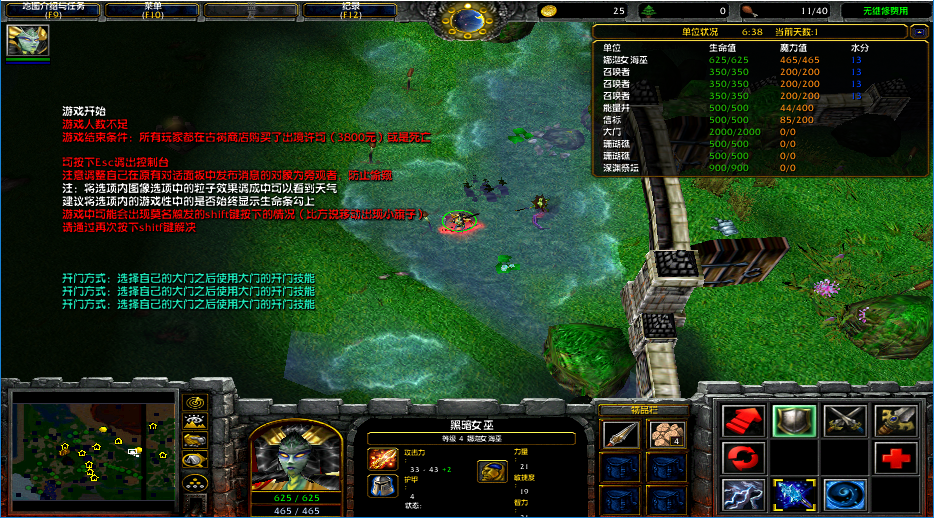 地图介绍与任务
(F9)
菜单
(F10)
记录
(F12)
25
0
11/40
无维修费用
单位状况 6:38 当前天数:1
单位 生命值 魔力值 水分
娜迦女海巫 625/625 465/465 13
召唤者 350/350 200/200 13
召唤者 350/350 200/200 13
召唤者 350/350 200/200 13
能量井 500/500 44/400
信标 500/500 85/200
大门 2000/2000 0/0
珊瑚礁 500/500 0/0
珊瑚礁 500/500 0/0
深渊祭坛 900/900 0/0
游戏开始
游戏人数不足
游戏结束条件：所有玩家都在古物商店购买了出境许可（3800元）或是死亡
可按下Esc调出控制台
注意调整自己在原有对话面板中发布消息的对象为旁观者，防止偷窥
注：将选项内图像选项中的粒子效果调成中可以看到天气
建议将选项内的游戏性中的是否始终显示生命条勾上
游戏中可能会出现莫名激发的shift键按下的情况（比方说移动出现小旗子）
请通过再次按下shift键解决
开门方式：选择自己的大门之后使用大门的开门技能
开门方式：选择自己的大门之后使用大门的开门技能
开门方式：选择自己的大门之后使用大门的开门技能
黑暗女巫
等级 4 娜迦女海巫
攻击力
33 - 43 +2
护甲
4
状态:
力量
21
敏捷度
19
智力
625 / 625
465 / 465
物品栏
4